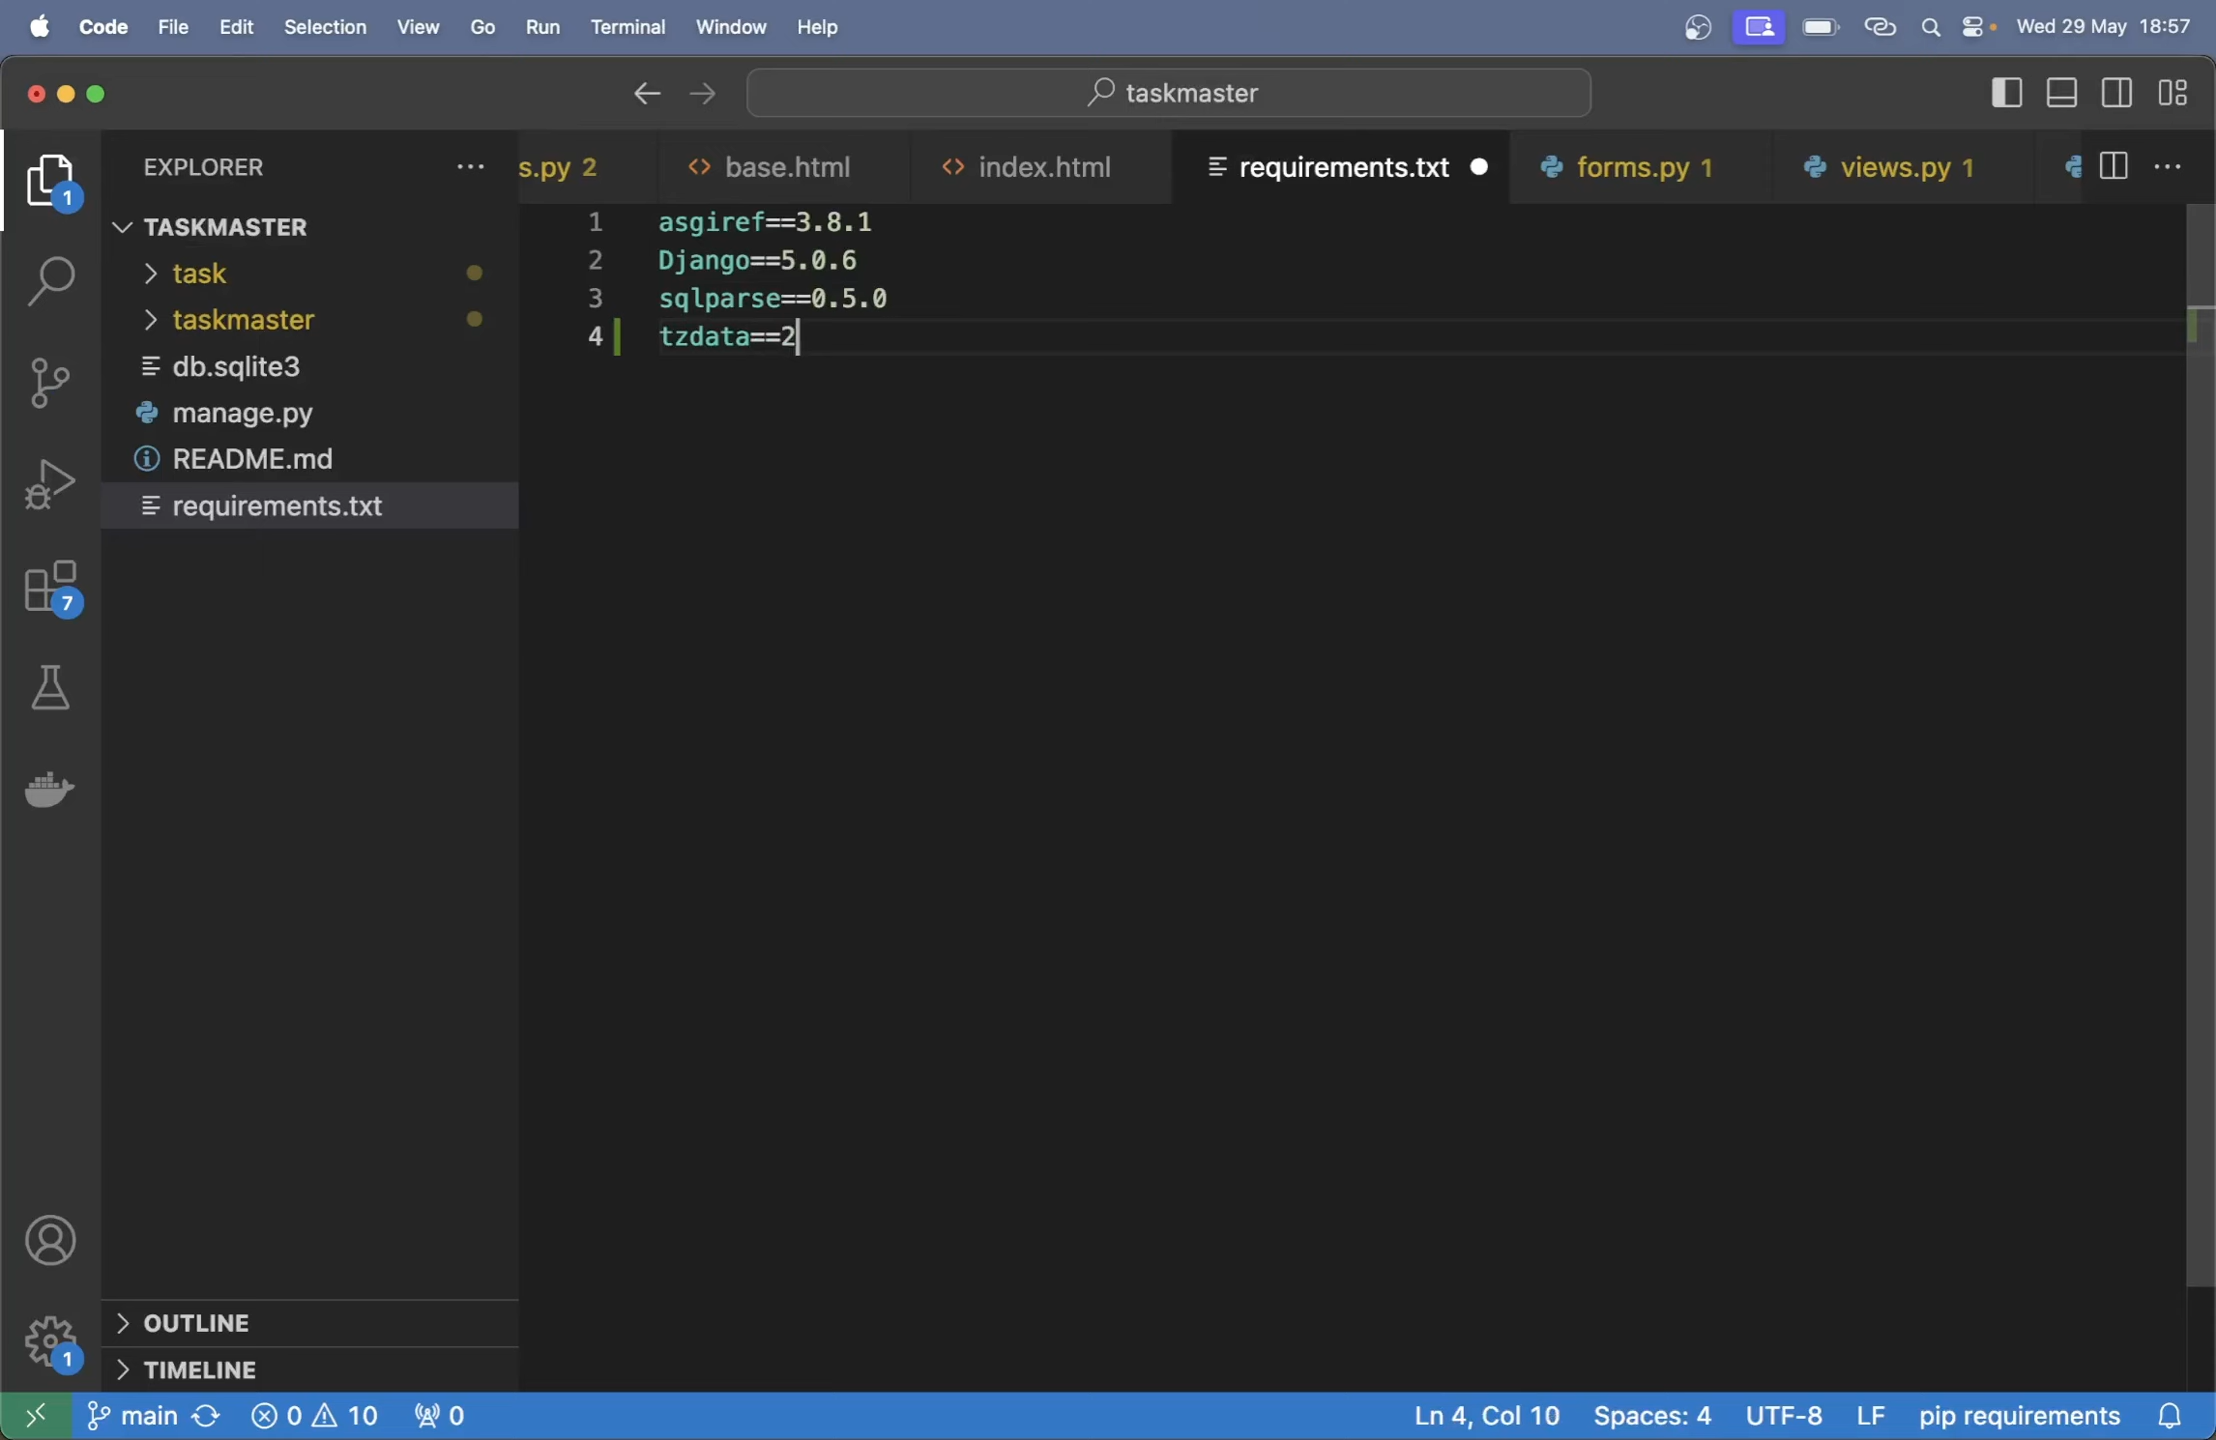 Code File Edit Selection View Go Run Terminal Window Help Wed 29 May 18:57
taskmaster
EXPLORER
s.py 2 base.html index.html requirements.txt forms.py 1 views.py 1
1
TASKMASTER
task
taskmaster
db.sqlite3
manage.py
README.md
requirements.txt
7
1 asgiref==3.8.1
2 Django==5.0.6
3 sqlparse==0.5.0
4 tzdata==2
OUTLINE
1
TIMELINE
main 0 10 0 Ln 4, Col 10 Spaces: 4 UTF-8 LF pip requirements